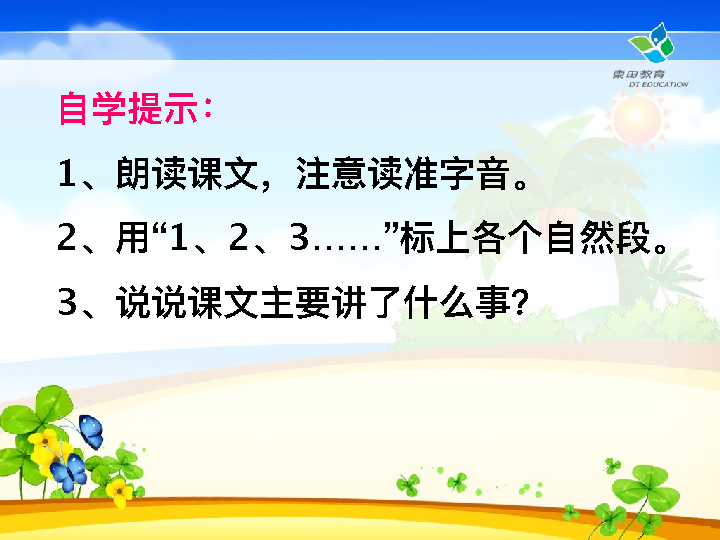 東田教育
DT EDUCATION
自学提示：
1、朗读课文，注意读准字音。
2、用“1、2、3……”标上各个自然段。
3、说说课文主要讲了什么事？